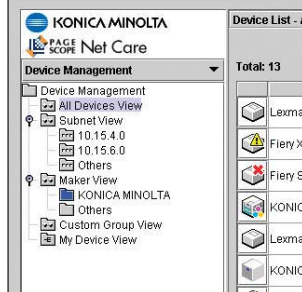 KONICA MINOLTA
PAGE SCOPE Net Care
Device Management
Device Management
All Devices View
Subnet View
10.15.4.0
10.15.6.0
Others
Maker View
KONICA MINOLTA
Others
Custom Group View
My Device View
Device List -
Total: 13
Lexma
Fiery X
Fiery S
KONIC
Lexma
KONIC